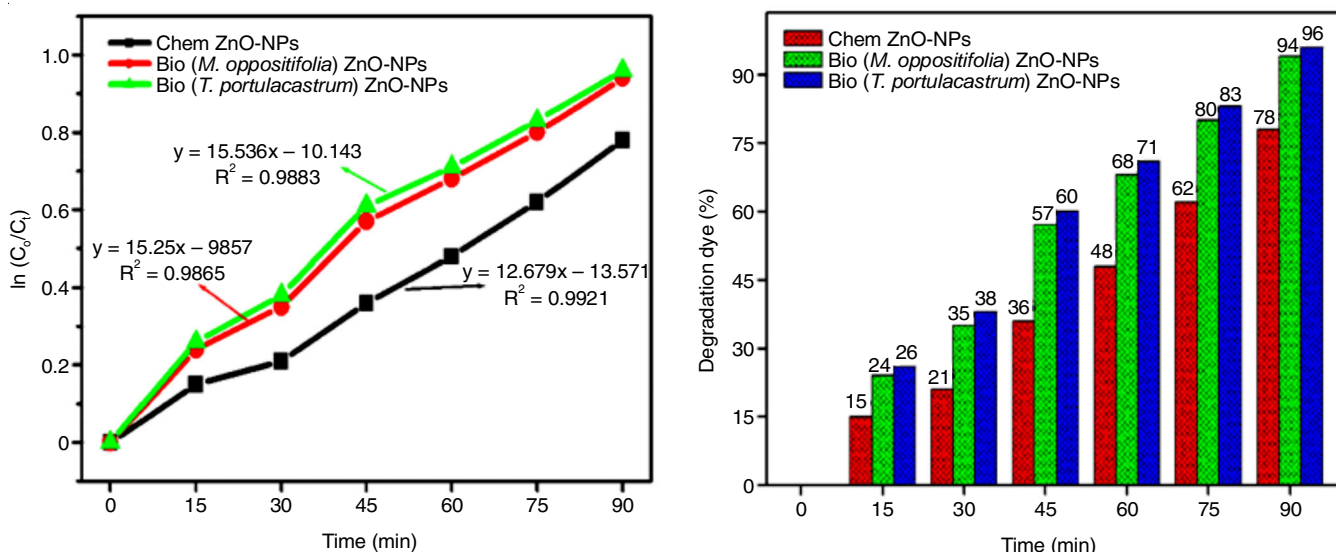 Chem ZnO-NPs
Bio (M. oppositifolia) ZnO-NPs
Bio (T. portulacastrum) ZnO-NPs
1.0
0.8
0.6
0.4
0.2
0
ln (Co/Ct)
y = 15.536x – 10.143
R² = 0.9883
y = 15.25x – 9857
R² = 0.9865
y = 12.679x – 13.571
R² = 0.9921
0 15 30 45 60 75 90
Time (min)
Chem ZnO-NPs
Bio (M. oppositifolia) ZnO-NPs
Bio (T. portulacastrum) ZnO-NPs
90
75
60
45
30
15
0
Degradation dye (%)
15 24 26
21 35 38
36 57 60
48 68 71
62 80 83
78 94 96
0 15 30 45 60 75 90
Time (min)